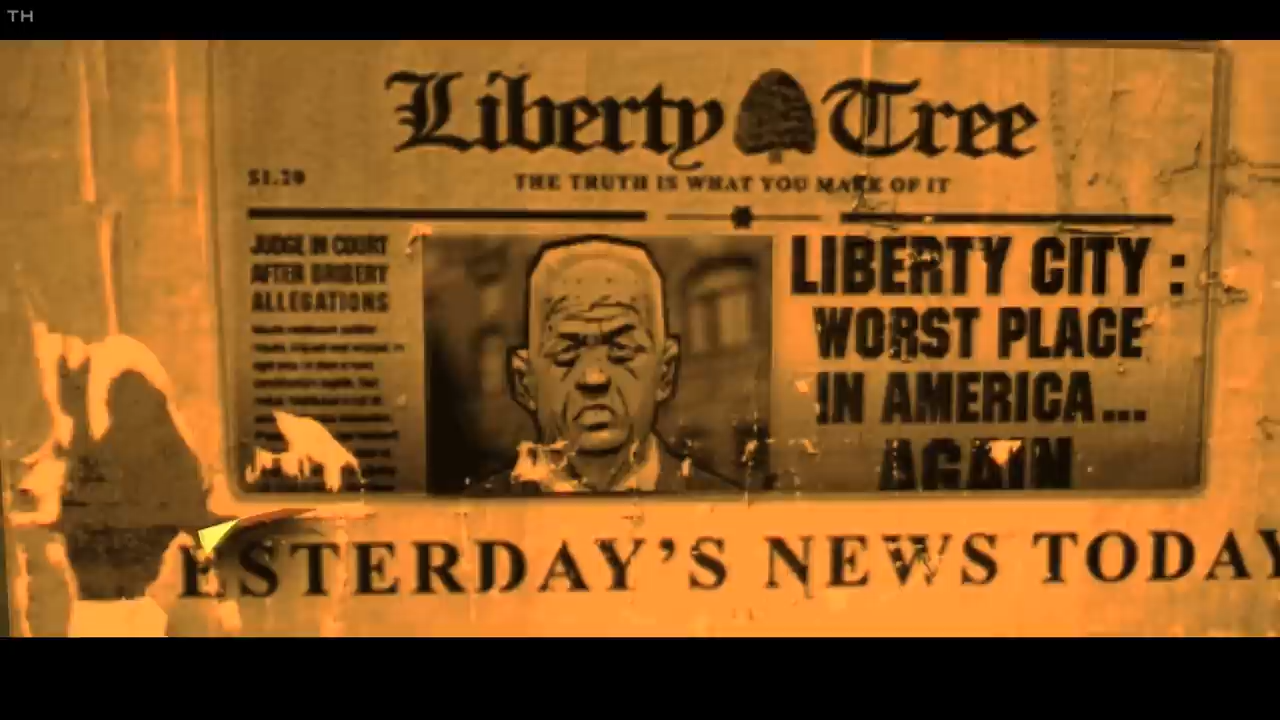 TH
Liberty Tree
$1.20
THE TRUTH IS WHAT YOU MAKE OF IT
JUDGE IN COURT
AFTER BRIBERY
ALLEGATIONS
LIBERTY CITY :
WORST PLACE
IN AMERICA...
AGAIN
ESTERDAY'S NEWS TODAY